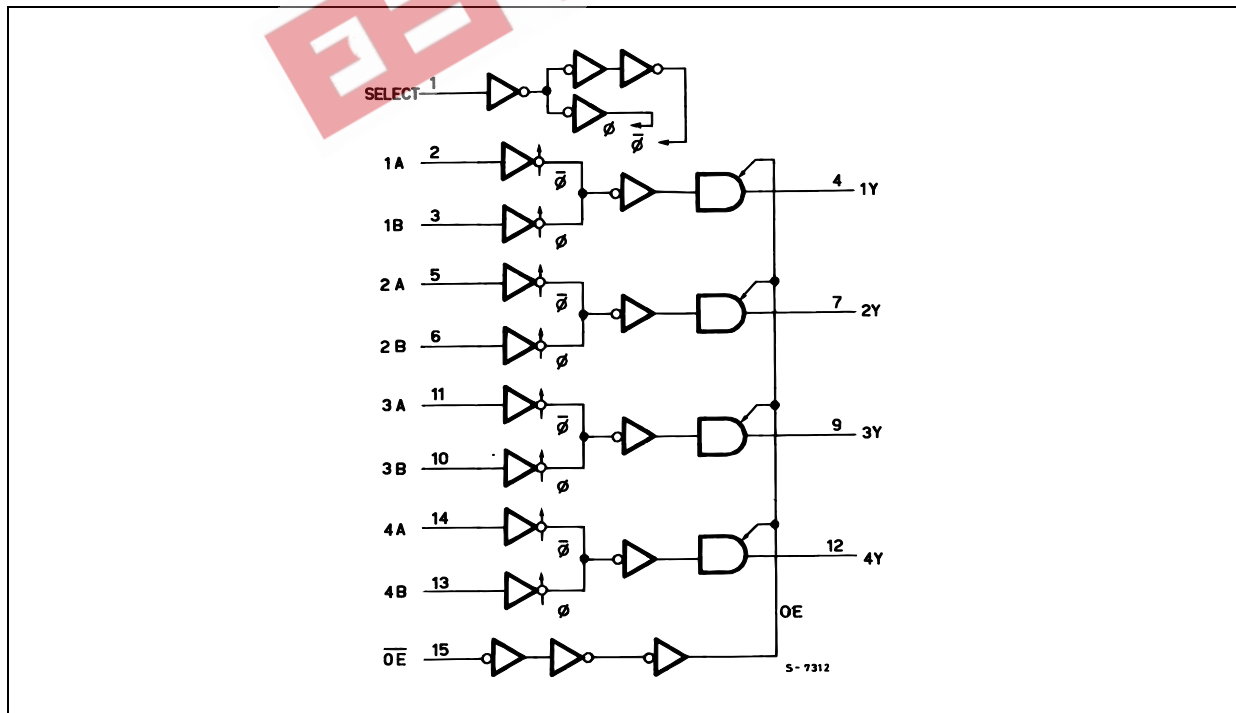 SELECT 1
ø
ø̅
1A 2
ø̅
4 1Y
1B 3
ø
2A 5
ø̅
7 2Y
2B 6
ø
3A 11
ø̅
9 3Y
3B 10
ø
4A 14
ø̅
12 4Y
4B 13
ø
OE
O̅E̅ 15
S-7312